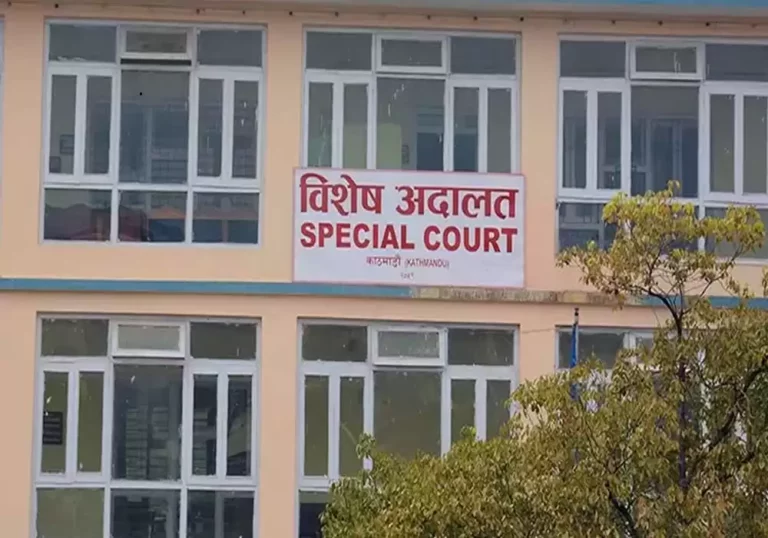 विशेष अदालत
SPECIAL COURT
काठमाडौं (KATHMANDU)